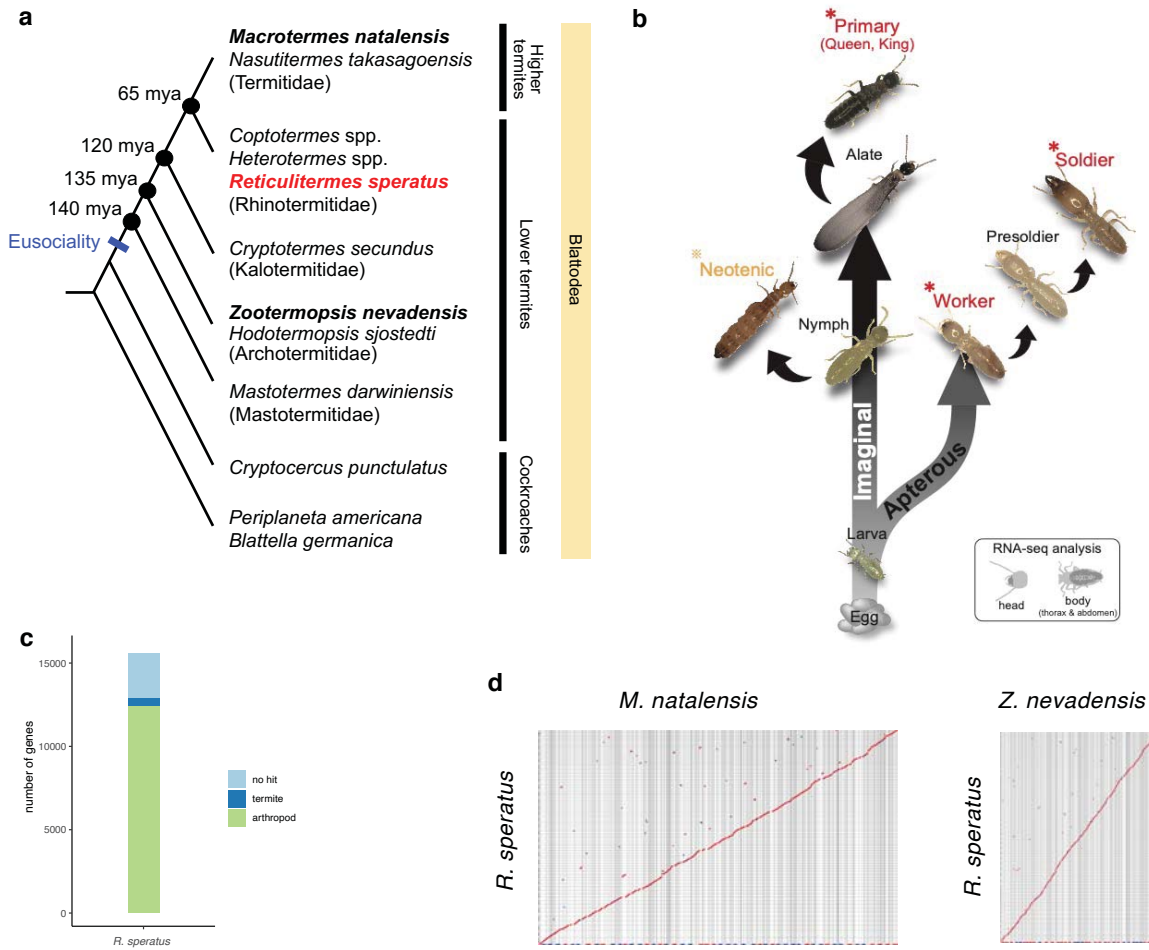 a
Macrotermes natalensis
Nasutitermes takasagoensis
(Termitidae)
65 mya
Coptotermes spp.
Heterotermes spp.
Reticulitermes speratus
(Rhinotermitidae)
120 mya
135 mya
140 mya
Eusociality
Cryptotermes secundus
(Kalotermitidae)
Zootermopsis nevadensis
Hodotermopsis sjostedti
(Archotermitidae)
Mastotermes darwiniensis
(Mastotermitidae)
Cryptocercus punctulatus
Periplaneta americana
Blattella germanica
Higher
termites
Lower termites
Cockroaches
Blattodea
b
*Primary
(Queen, King)
Alate
*Soldier
Presoldier
※
Neotenic
*Worker
Nymph
Imaginal
Apterous
Larva
Egg
RNA-seq analysis
head
body
(thorax & abdomen)
c
number of genes
15000
10000
5000
0
R. speratus
no hit
termite
arthropod
d
M. natalensis
R. speratus
Z. nevadensis
R. speratus